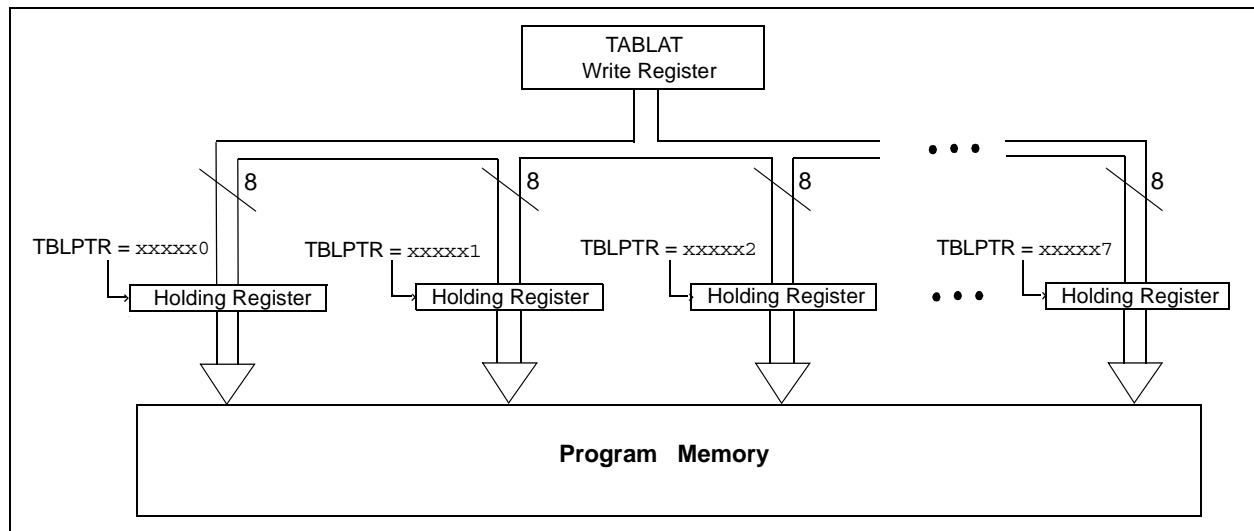 TABLAT
Write Register
8
8
8
8
TBLPTR = xxxxx0
TBLPTR = xxxxx1
TBLPTR = xxxxx2
TBLPTR = xxxxx7
Holding Register
Holding Register
Holding Register
Holding Register
Program Memory